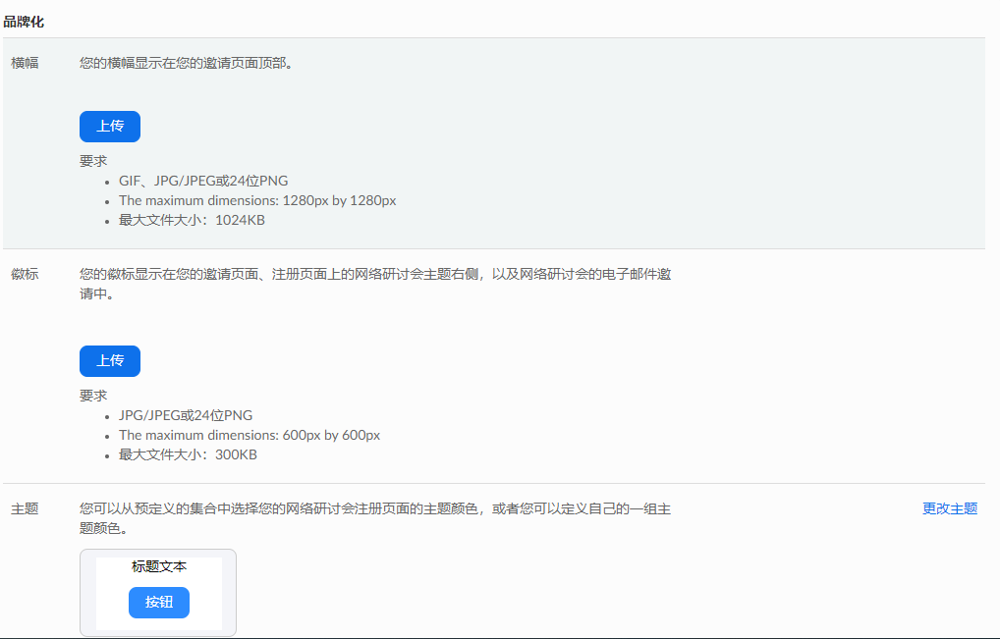 品牌化
横幅 您的横幅显示在您的邀请页面顶部。
上传
要求
GIF、JPG/JPEG或24位PNG
The maximum dimensions: 1280px by 1280px
最大文件大小：1024KB
徽标 您的徽标显示在您的邀请页面、注册页面上的网络研讨会主题右侧，以及网络研讨会的电子邮件邀
请中。
上传
要求
JPG/JPEG或24位PNG
The maximum dimensions: 600px by 600px
最大文件大小：300KB
主题 您可以从预定义的集合中选择您的网络研讨会注册页面的主题颜色，或者您可以定义自己的一组主 更改主题
题颜色。
标题文本
按钮